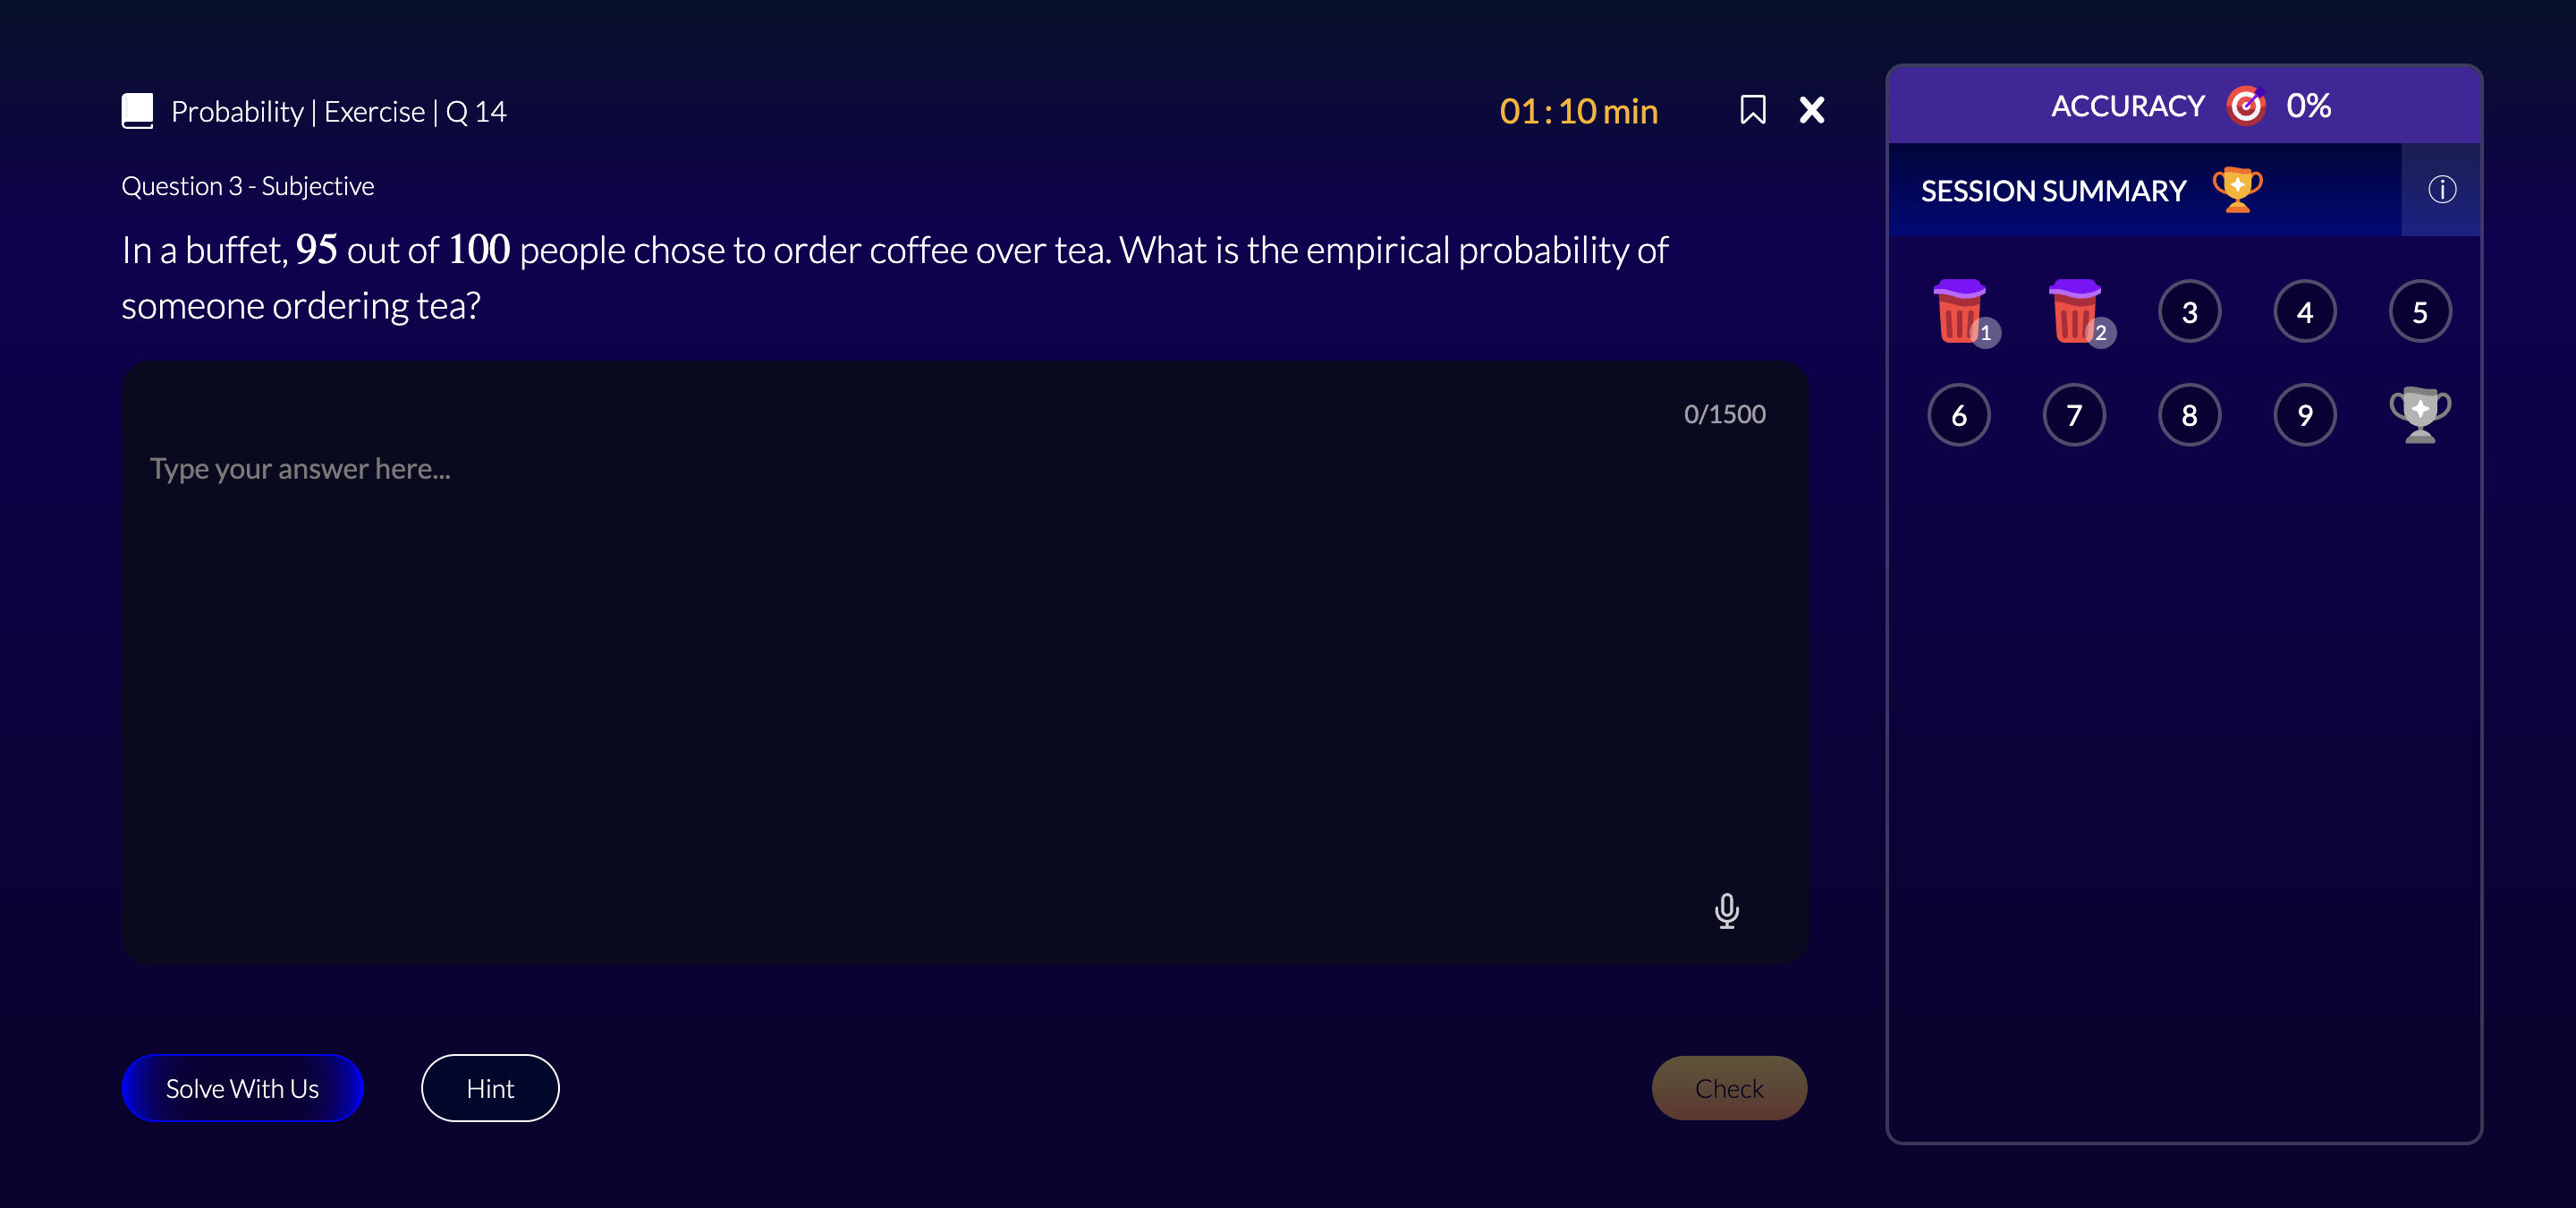 Probability | Exercise | Q 14
01 : 10 min
Question 3 - Subjective
In a buffet, 95 out of 100 people chose to order coffee over tea. What is the empirical probability of
someone ordering tea?
0/1500
Type your answer here...
Solve With Us
Hint
Check
ACCURACY 0%
SESSION SUMMARY
1 2 3 4 5
6 7 8 9